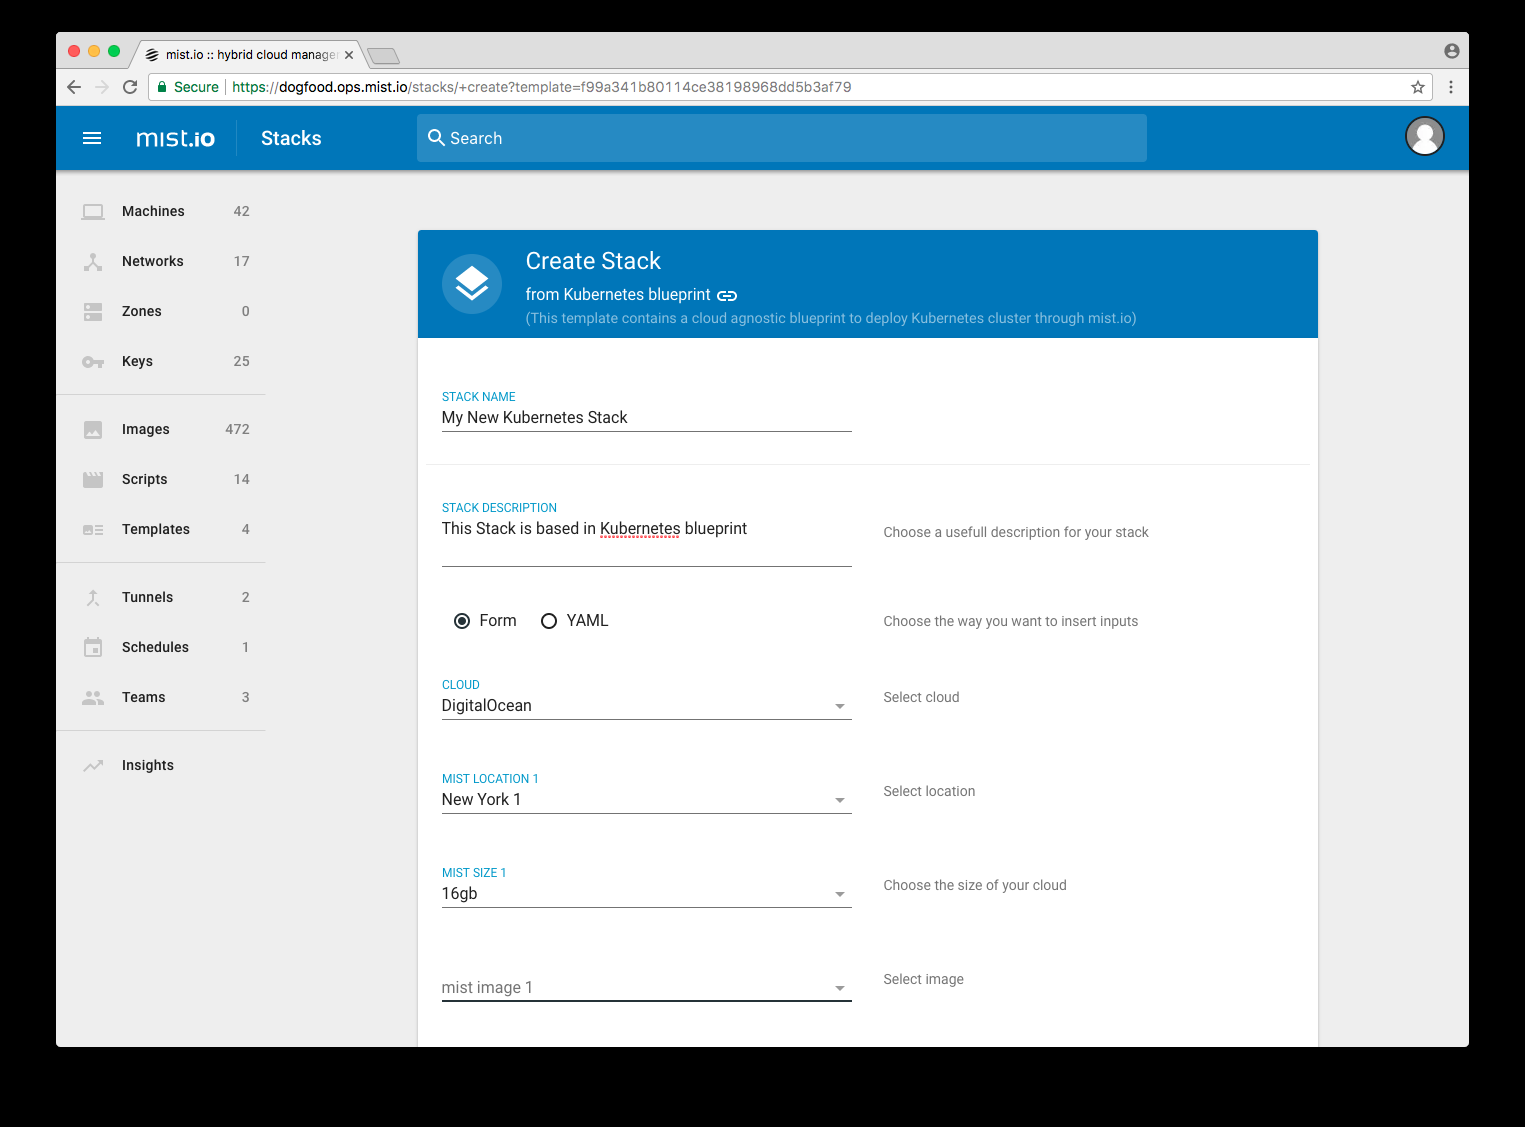 mist.io :: hybrid cloud manage
Secure https://dogfood.ops.mist.io/stacks/+create?template=f99a341b80114ce38198968dd5b3af79
mist.io Stacks Search
Machines 42
Networks 17
Zones 0
Keys 25
Images 472
Scripts 14
Templates 4
Tunnels 2
Schedules 1
Teams 3
Insights
Create Stack
from Kubernetes blueprint
(This template contains a cloud agnostic blueprint to deploy Kubernetes cluster through mist.io)
STACK NAME
My New Kubernetes Stack
STACK DESCRIPTION
This Stack is based in Kubernetes blueprint
Choose a usefull description for your stack
Form YAML
Choose the way you want to insert inputs
CLOUD
DigitalOcean
Select cloud
MIST LOCATION 1
New York 1
Select location
MIST SIZE 1
16gb
Choose the size of your cloud
mist image 1
Select image